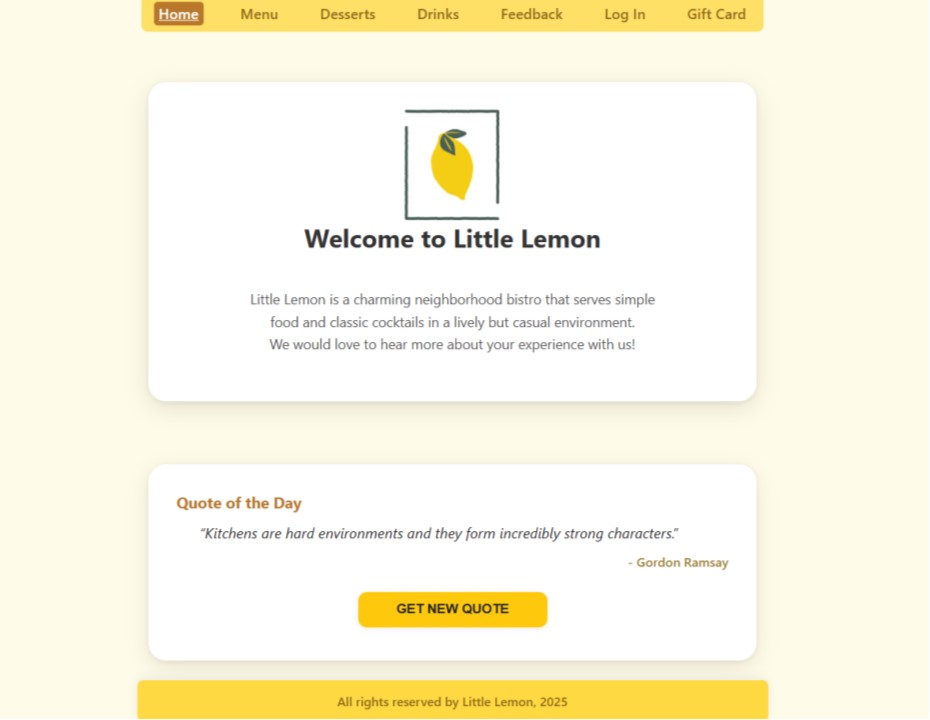 Home Menu Desserts Drinks Feedback Log In Gift Card
Welcome to Little Lemon
Little Lemon is a charming neighborhood bistro that serves simple
food and classic cocktails in a lively but casual environment.
We would love to hear more about your experience with us!
Quote of the Day
“Kitchens are hard environments and they form incredibly strong characters.”
- Gordon Ramsay
GET NEW QUOTE
All rights reserved by Little Lemon, 2025